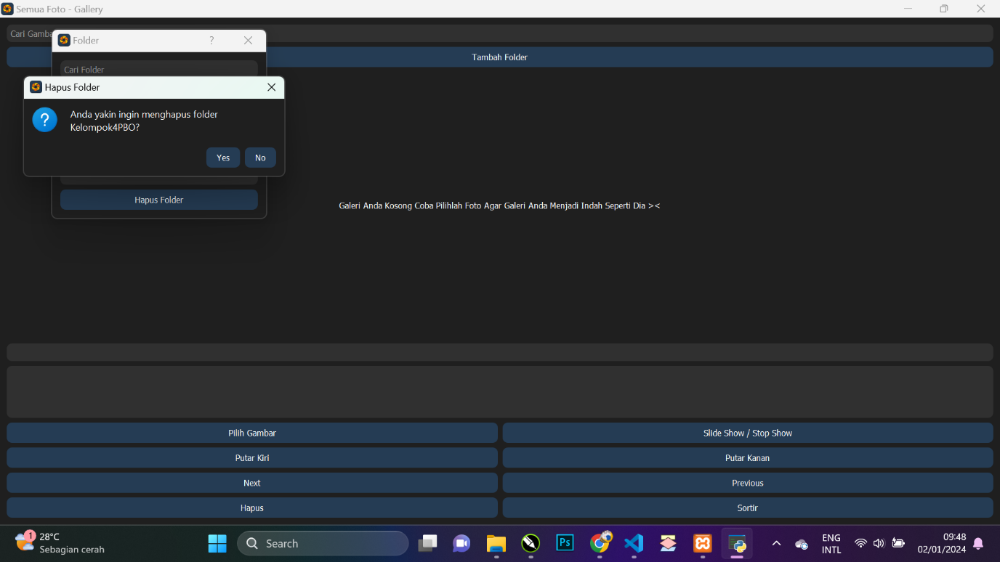 Semua Foto - Gallery
Cari Gamba
Folder
?
Tambah Folder
Cari Folder
Hapus Folder
?
Anda yakin ingin menghapus folder
Kelompok4PBO?
Yes
No
Hapus Folder
Galeri Anda Kosong Coba Pilihlah Foto Agar Galeri Anda Menjadi Indah Seperti Dia ><
Pilih Gambar
Slide Show / Stop Show
Putar Kiri
Putar Kanan
Next
Previous
Hapus
Sortir
1
28°C
Sebagian cerah
Search
Ps
ENG
INTL
09:48
02/01/2024